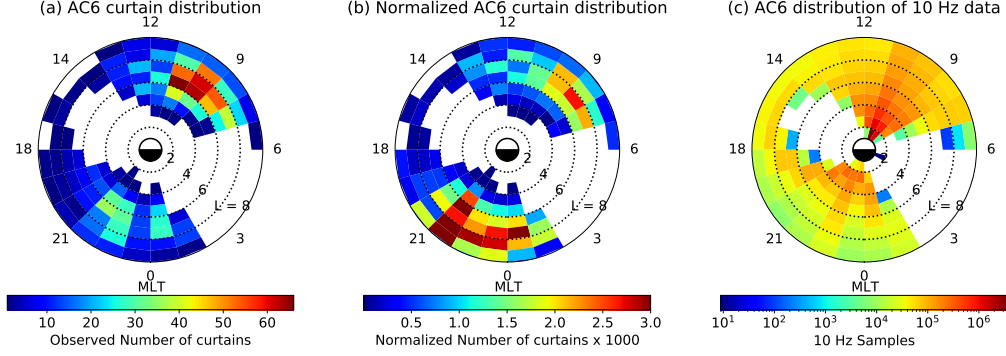 (a) AC6 curtain distribution
12
14
9
18
2
6
4
6
L = 8
21
3
0
MLT
10 20 30 40 50 60
Observed Number of curtains
(b) Normalized AC6 curtain distribution
12
14
9
18
2
6
4
6
L = 8
21
3
0
MLT
0.5 1.0 1.5 2.0 2.5 3.0
Normalized Number of curtains x 1000
(c) AC6 distribution of 10 Hz data
12
14
9
18
2
6
4
6
L = 8
21
3
0
MLT
10¹ 10² 10³ 10⁴ 10⁵ 10⁶
10 Hz Samples